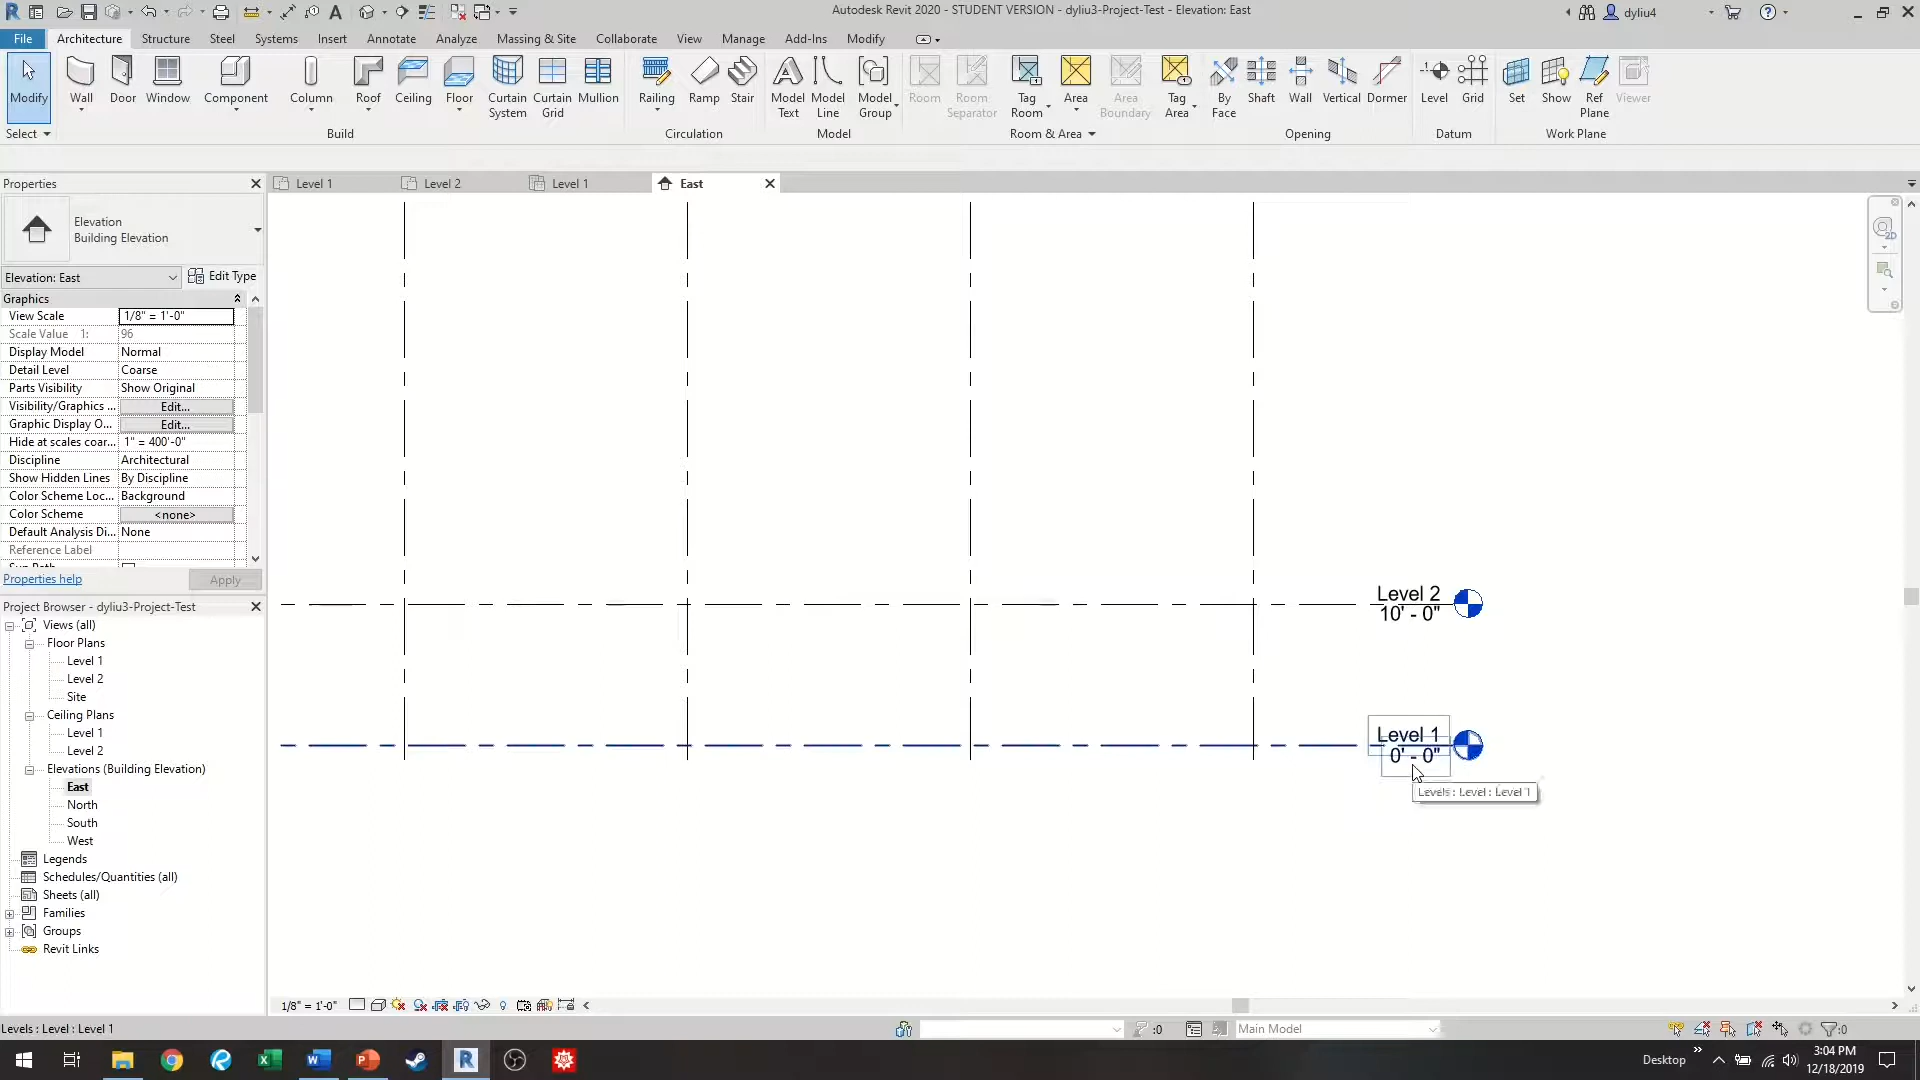 Autodesk Revit 2020 - STUDENT VERSION - dyliu3-Project-Test - Elevation: East
dyliu4
File Architecture Structure Steel Systems Insert Annotate Analyze Massing & Site Collaborate View Manage Add-Ins Modify
Modify Wall Door Window Component Column Roof Ceiling Floor Curtain System Curtain Grid Mullion Railing Ramp Stair Model Text Model Line Model Group Room Room Separator Tag Room Area Area Boundary Tag Area By Face Shaft Wall Vertical Dormer Level Grid Set Show Ref Plane Viewer
Select Build Circulation Model Room & Area Opening Datum Work Plane
Properties
Level 1 Level 2 Level 1 East
Elevation
Building Elevation
Elevation: East Edit Type
Graphics
View Scale 1/8" = 1'-0"
Scale Value 1: 96
Display Model Normal
Detail Level Coarse
Parts Visibility Show Original
Visibility/Graphics ... Edit...
Graphic Display O... Edit...
Hide at scales coar... 1" = 400'-0"
Discipline Architectural
Show Hidden Lines By Discipline
Color Scheme Loc... Background
Color Scheme <none>
Default Analysis Di... None
Reference Label
Properties help Apply
Project Browser - dyliu3-Project-Test
Views (all)
Floor Plans
Level 1
Level 2
Site
Ceiling Plans
Level 1
Level 2
Elevations (Building Elevation)
East
North
South
West
Legends
Schedules/Quantities (all)
Sheets (all)
Families
Groups
Revit Links
2D
Level 2
10' - 0"
Level 1
0' - 0"
Levels : Level : Level 1
1/8" = 1'-0"
Levels : Level : Level 1
:0
Main Model
:0
Desktop
3:04 PM
12/18/2019